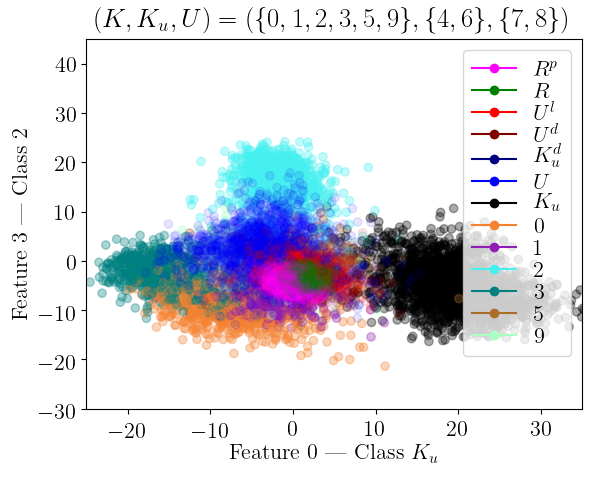 (K, K_u, U) = ({0, 1, 2, 3, 5, 9}, {4, 6}, {7, 8})
Feature 3 — Class 2
40
30
20
10
0
−10
−20
−30
R^p
R
U^l
U^d
K_u^d
U
K_u
0
1
2
3
5
9
−20
−10
0
10
20
30
Feature 0 — Class K_u